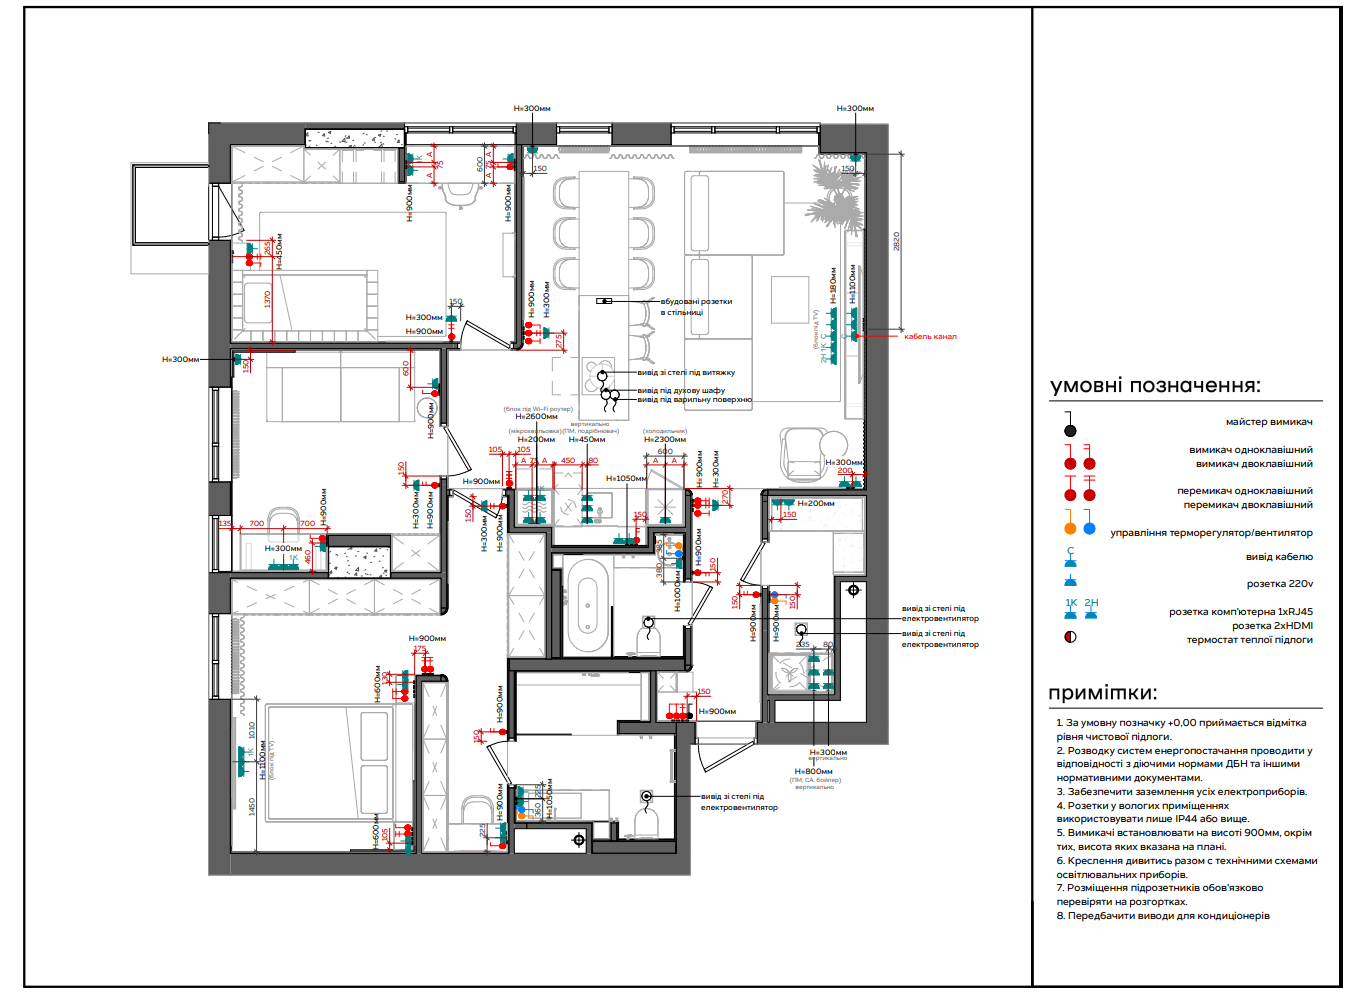 H=300мм
H=300мм
150
150
A
A
75
1K
600
A
A
75
H=900мм
H=900мм
2820
265
H=450мм
1370
150
H=300мм
H=900мм
H=900мм
H=300мм
275
вбудовані розетки
в стільниці
H=180мм
H=1100мм
(блок під TV)
2H 1K C
C
кабель канал
H=300мм
150
600
H=900мм
вивід зі стелі під витяжку
вивід під духову шафу
вивід під варильну поверхню
(блок під Wi-Fi роутер)
H=2600мм
вертикально
(мікрохвильовка)
(ПМ, подрібнювач)
(холодильник)
H=200мм
H=450мм
H=2300мм
105
105
A
75
A
450
80
600
A
A
H=900мм
H=1050мм
150
H=900мм
H=300мм
270
H=300мм
200
150
H=300мм
H=900мм
150
H=300мм
H=900мм
135
700
700
H=900мм
H=300мм
1K
460
H=200мм
150
380
H=1000мм
H=900мм
150
150
H=900мм
H=900мм
150
вивід зі стелі під
електровентилятор
вивід зі стелі під
електровентилятор
235
80
H=900мм
175
130
H=600мм
H=900мм
150
150
H=900мм
1010
1K
H=1100мм
(блок під TV)
1450
H=300мм
вертикально
H=800мм
(ПМ, СА, бойлер)
вертикально
H=600мм
105
H=900мм
225
225
360
H=1050мм
вивід зі стелі під
електровентилятор
умовні позначення:
майстер вимикач
вимикач одноклавішний
вимикач двоклавішний
перемикач одноклавішний
перемикач двоклавішний
управління терморегулятор/вентилятор
C
вивід кабелю
розетка 220v
1K 2H
розетка комп'ютерна 1xRJ45
розетка 2xHDMI
термостат теплої підлоги
примітки:
1. За умовну позначку +0,00 приймається відмітка
рівня чистової підлоги.
2. Розводку систем енергопостачання проводити у
відповідності з діючими нормами ДБН та іншими
нормативними документами.
3. Забезпечити заземлення усіх електроприборів.
4. Розетки у вологих приміщеннях
використовувати лише IP44 або вище.
5. Вимикачі встановлювати на висоті 900мм, окрім
тих, висота яких вказана на плані.
6. Креслення дивитись разом с технічними схемами
освітлювальних приборів.
7. Розміщення підрозетників обов'язково
перевіряти на розгортках.
8. Передбачити виводи для кондиціонерів